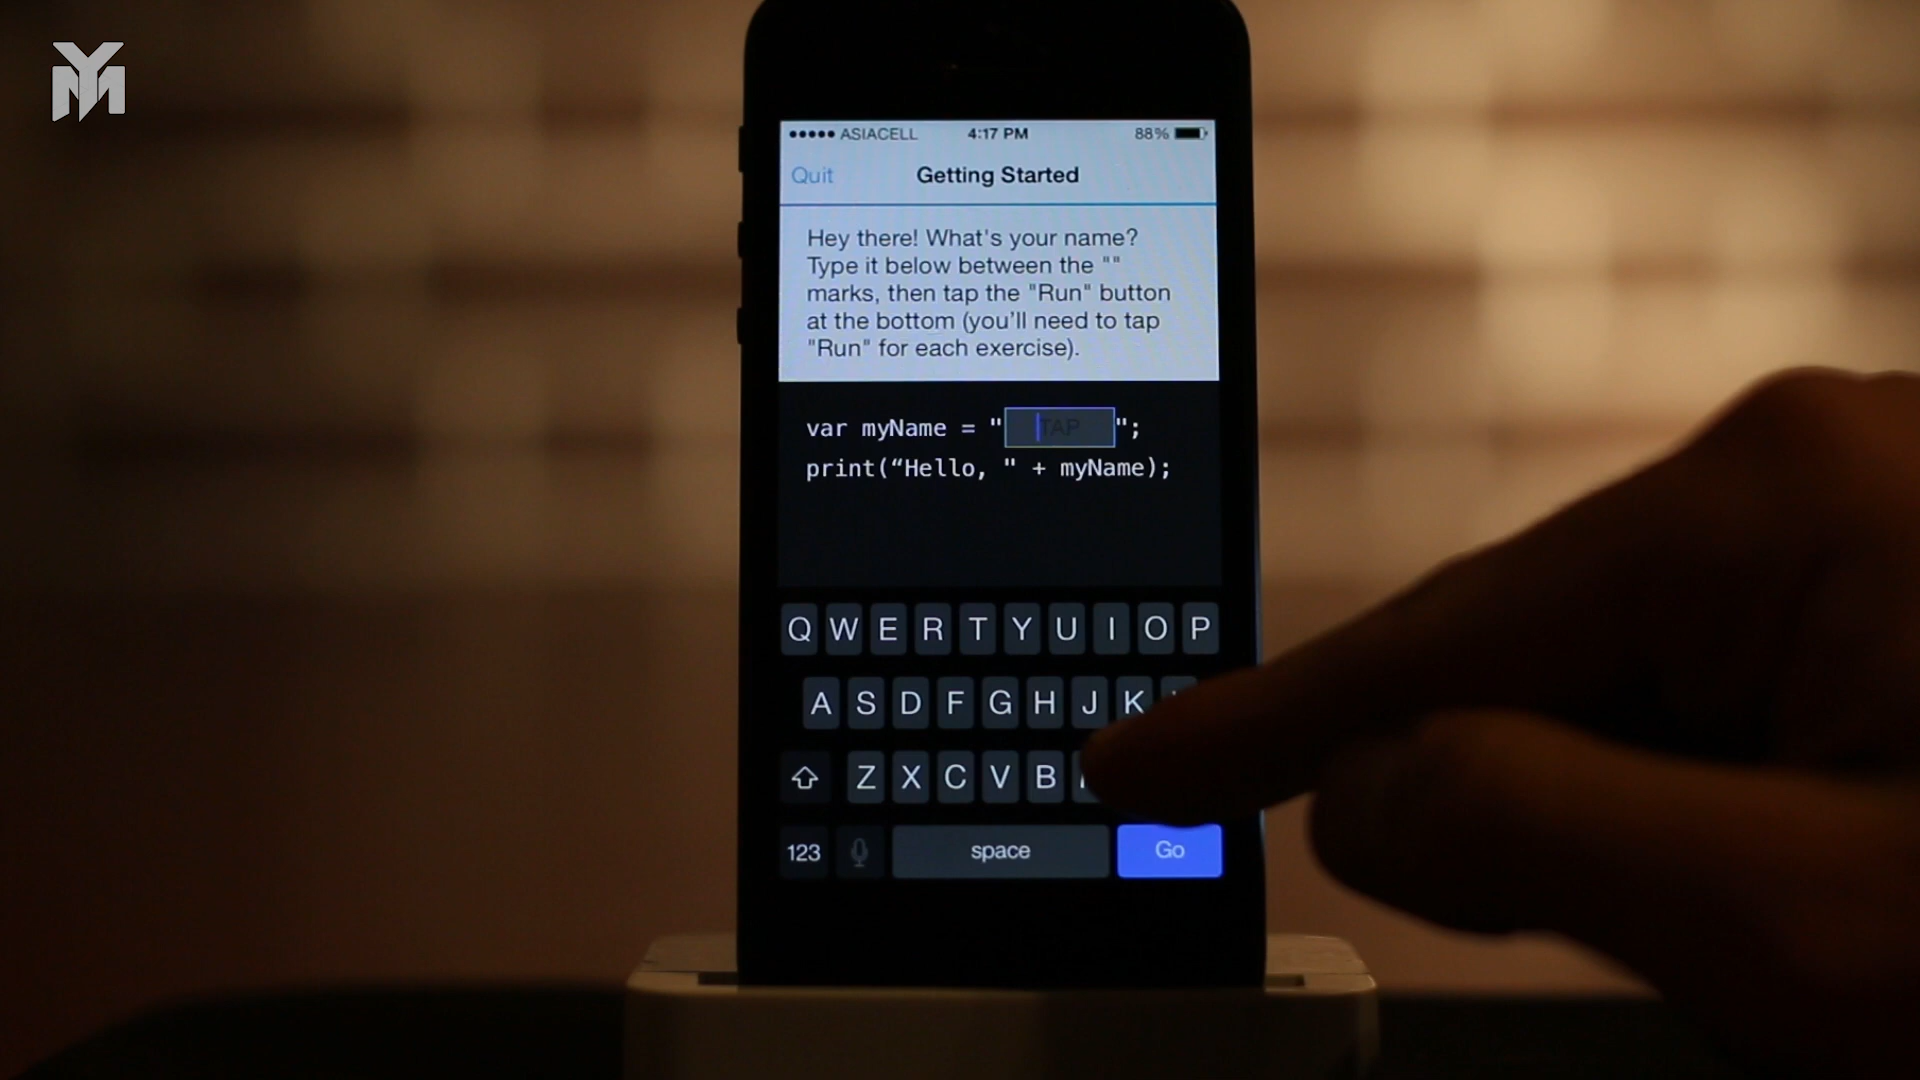 YM
ASIACELL 4:17 PM 88%
Quit Getting Started
Hey there! What's your name?
Type it below between the ""
marks, then tap the "Run" button
at the bottom (you’ll need to tap
"Run" for each exercise).
var myName = "TAP";
print(“Hello, " + myName);
Q W E R T Y U I O P
A S D F G H J K
Z X C V B
123 space Go